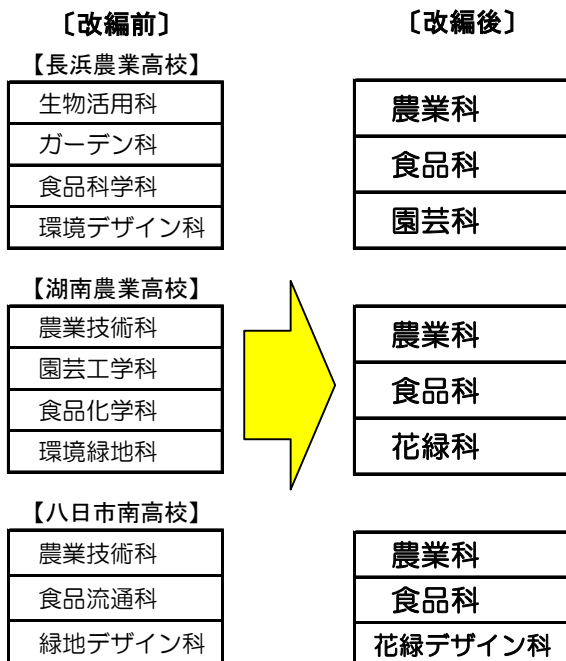 〔改編前〕
〔改編後〕
【長浜農業高校】
生物活用科
ガーデン科
食品科学科
環境デザイン科
農業科
食品科
園芸科
【湖南農業高校】
農業技術科
園芸工学科
食品化学科
環境緑地科
農業科
食品科
花緑科
【八日市南高校】
農業技術科
食品流通科
緑地デザイン科
農業科
食品科
花緑デザイン科